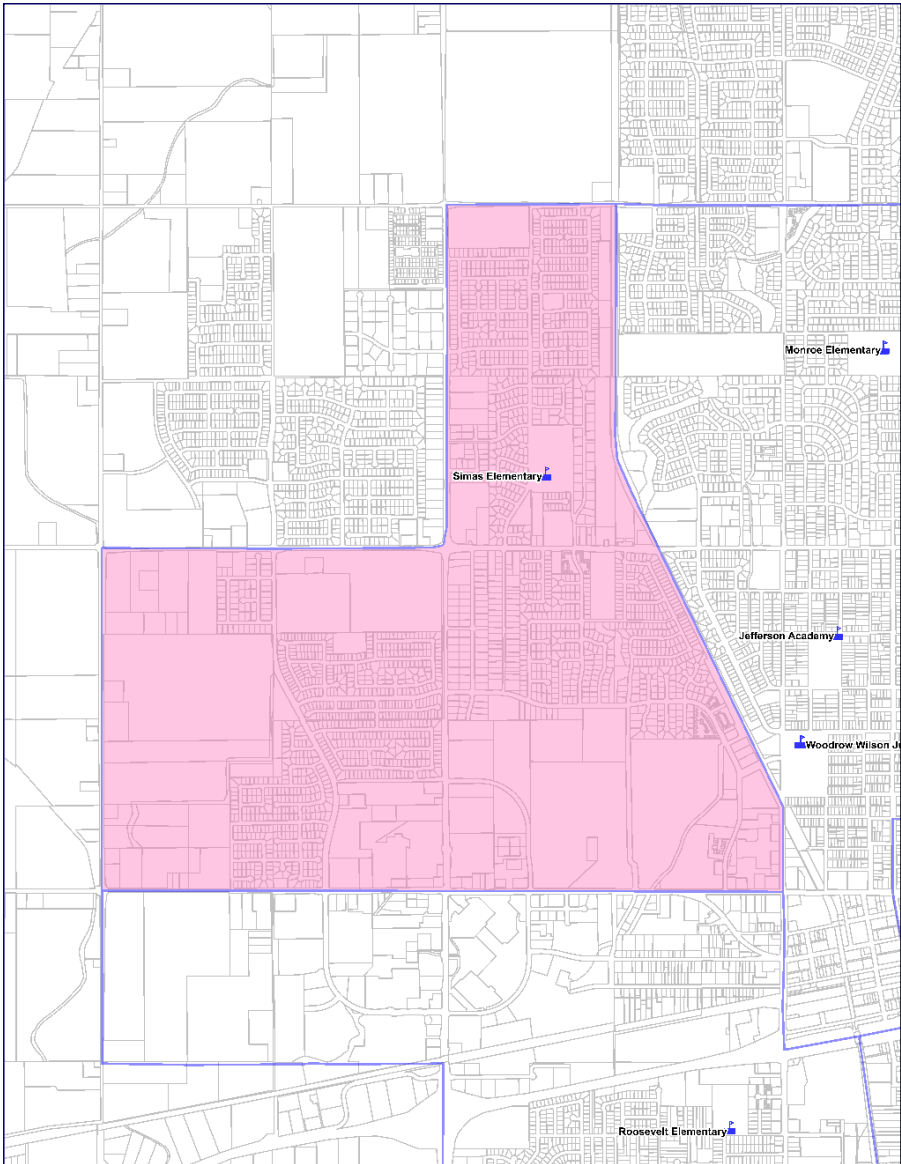 Monroe Elementary
Simas Elementary
Jefferson Academy
Woodrow Wilson Ju
Roosevelt Elementary